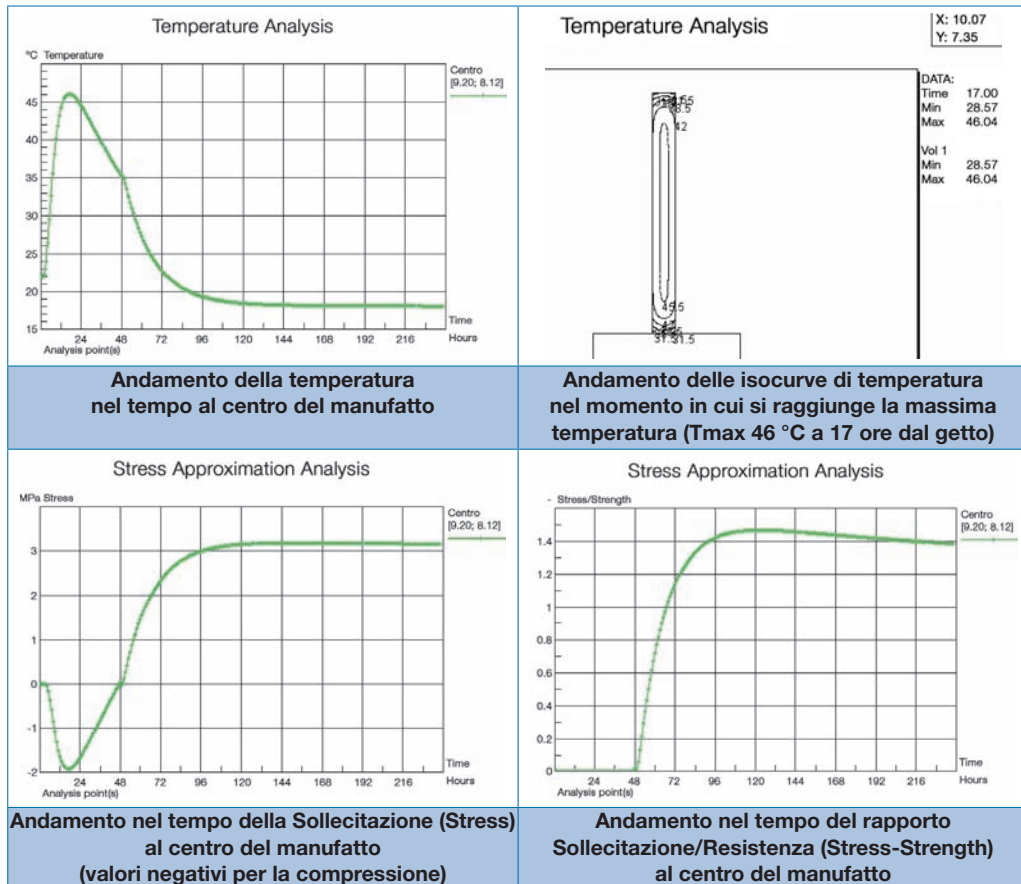 Temperature Analysis
°C Temperature
Centro
[9.20; 8.12]
45
40
35
30
25
20
15
24 48 72 96 120 144 168 192 216
Time
Hours
Analysis point(s)
X: 10.07
Y: 7.35
Temperature Analysis
DATA:
Time 17.00
Min 28.57
Max 46.04
Vol 1
Min 28.57
Max 46.04
42
31.5
Andamento della temperatura
nel tempo al centro del manufatto
Andamento delle isocurve di temperatura
nel momento in cui si raggiunge la massima
temperatura (Tmax 46 °C a 17 ore dal getto)
Stress Approximation Analysis
MPa Stress
Centro
[9.20; 8.12]
3
2
1
0
-1
-2
24 48 72 96 120 144 168 192 216
Time
Hours
Analysis point(s)
Stress Approximation Analysis
- Stress/Strength
Centro
[9.20; 8.12]
1.4
1.2
1
0.8
0.6
0.4
0.2
0
24 48 72 96 120 144 168 192 216
Time
Hours
Analysis point(s)
Andamento nel tempo della Sollecitazione (Stress)
al centro del manufatto
(valori negativi per la compressione)
Andamento nel tempo del rapporto
Sollecitazione/Resistenza (Stress-Strength)
al centro del manufatto